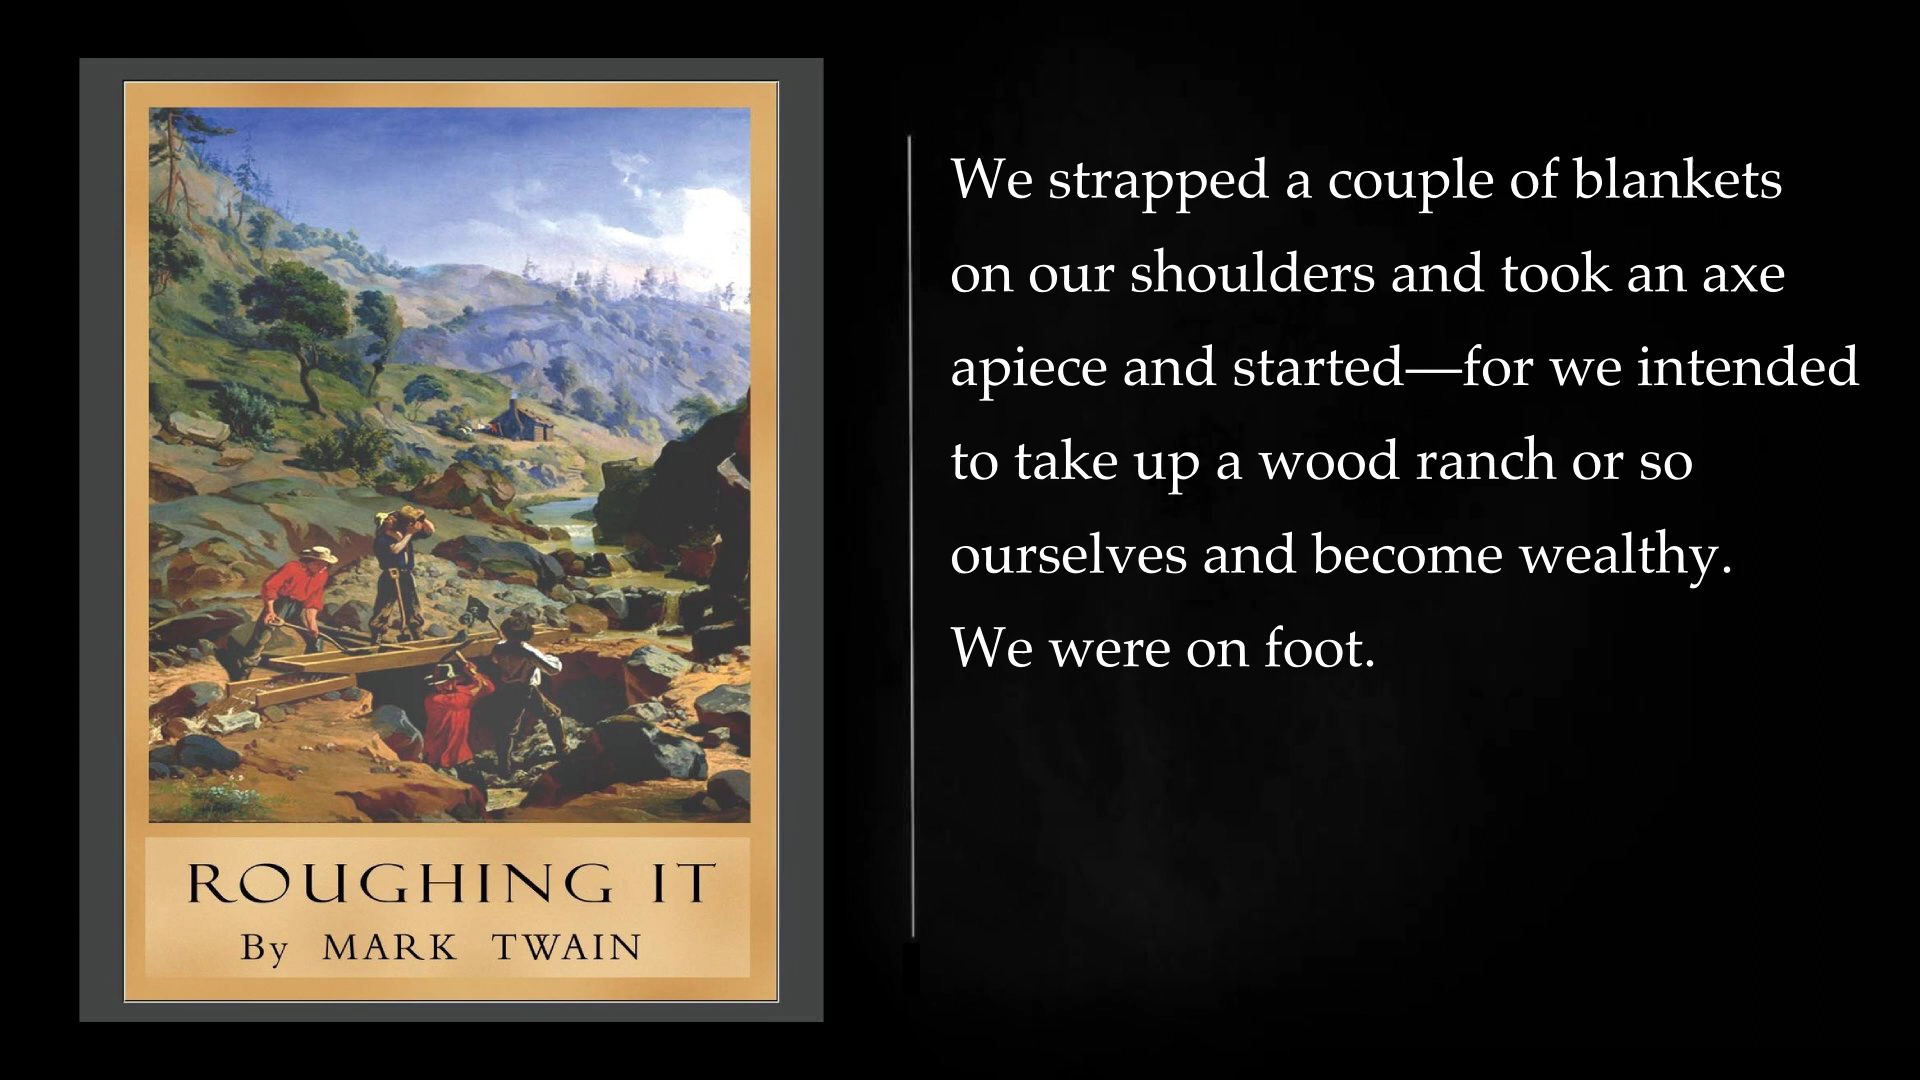 ROUGHING IT
By MARK TWAIN
We strapped a couple of blankets
on our shoulders and took an axe
apiece and started—for we intended
to take up a wood ranch or so
ourselves and become wealthy.
We were on foot.